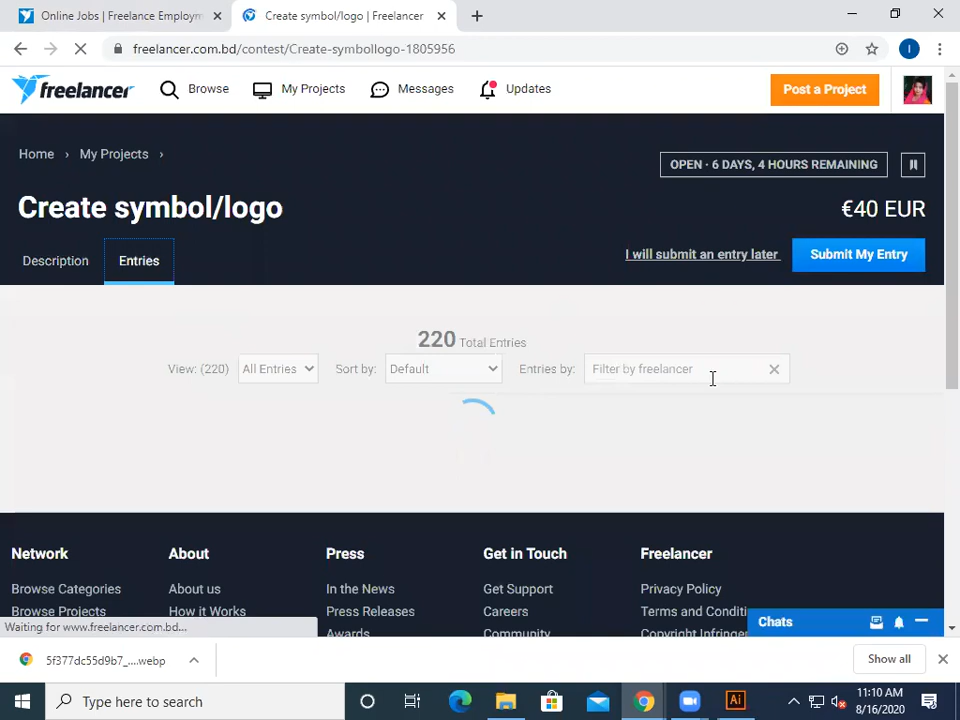 Online Jobs | Freelance Employm
Create symbol/logo | Freelancer
freelancer.com.bd/contest/Create-symbollogo-1805956
I
freelancer
Browse
My Projects
Messages
Updates
Post a Project
Home › My Projects ›
OPEN · 6 DAYS, 4 HOURS REMAINING
Create symbol/logo
€40 EUR
Description
Entries
I will submit an entry later
Submit My Entry
220 Total Entries
View: (220)
All Entries
Sort by:
Default
Entries by:
Filter by freelancer
Network
About
Press
Get in Touch
Freelancer
Browse Categories
About us
In the News
Get Support
Privacy Policy
Browse Projects
How it Works
Press Releases
Careers
Terms and Conditi
Awards
Community
Copyright Infringe
Chats
Waiting for www.freelancer.com.bd...
5f377dc55d9b7_....webp
Show all
Type here to search
Ai
11:10 AM
8/16/2020